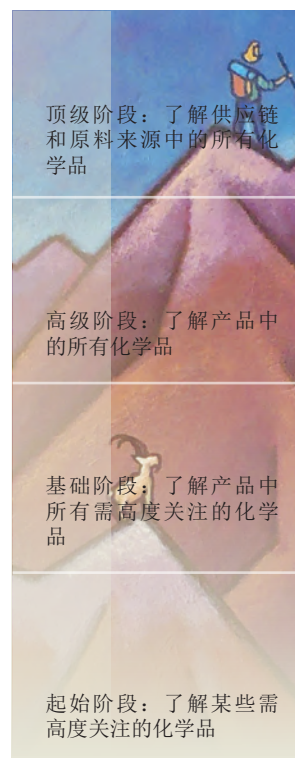 顶级阶段：了解供应链
和原料来源中的所有化
学品
高级阶段：了解产品中
的所有化学品
基础阶段：了解产品中
所有需高度关注的化学
品
起始阶段：了解某些需
高度关注的化学品